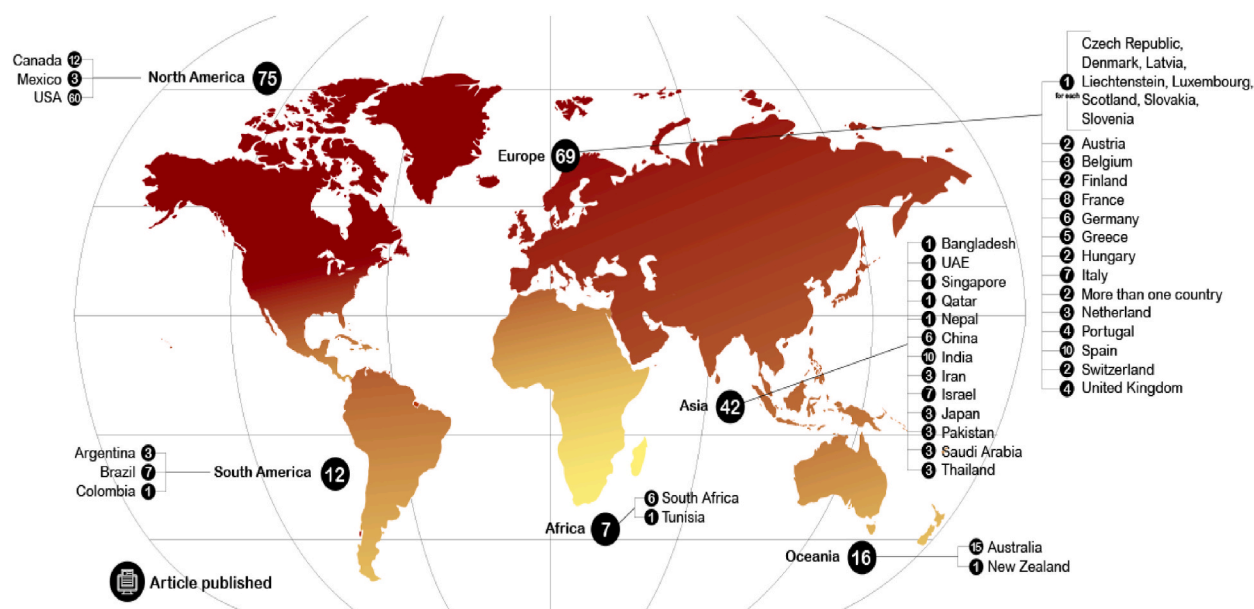 Canada 12
Mexico 3
USA 60
North America 75
Europe 69
1 for each
Czech Republic,
Denmark, Latvia,
Liechtenstein, Luxembourg,
Scotland, Slovakia,
Slovenia
2 Austria
3 Belgium
2 Finland
8 France
6 Germany
5 Greece
2 Hungary
7 Italy
2 More than one country
3 Netherland
4 Portugal
10 Spain
2 Switzerland
4 United Kingdom
1 Bangladesh
1 UAE
1 Singapore
1 Qatar
1 Nepal
6 China
10 India
3 Iran
7 Israel
3 Japan
3 Pakistan
3 Saudi Arabia
3 Thailand
Asia 42
Argentina 3
Brazil 7
Colombia 1
South America 12
Africa 7
6 South Africa
1 Tunisia
Oceania 16
15 Australia
1 New Zealand
Article published